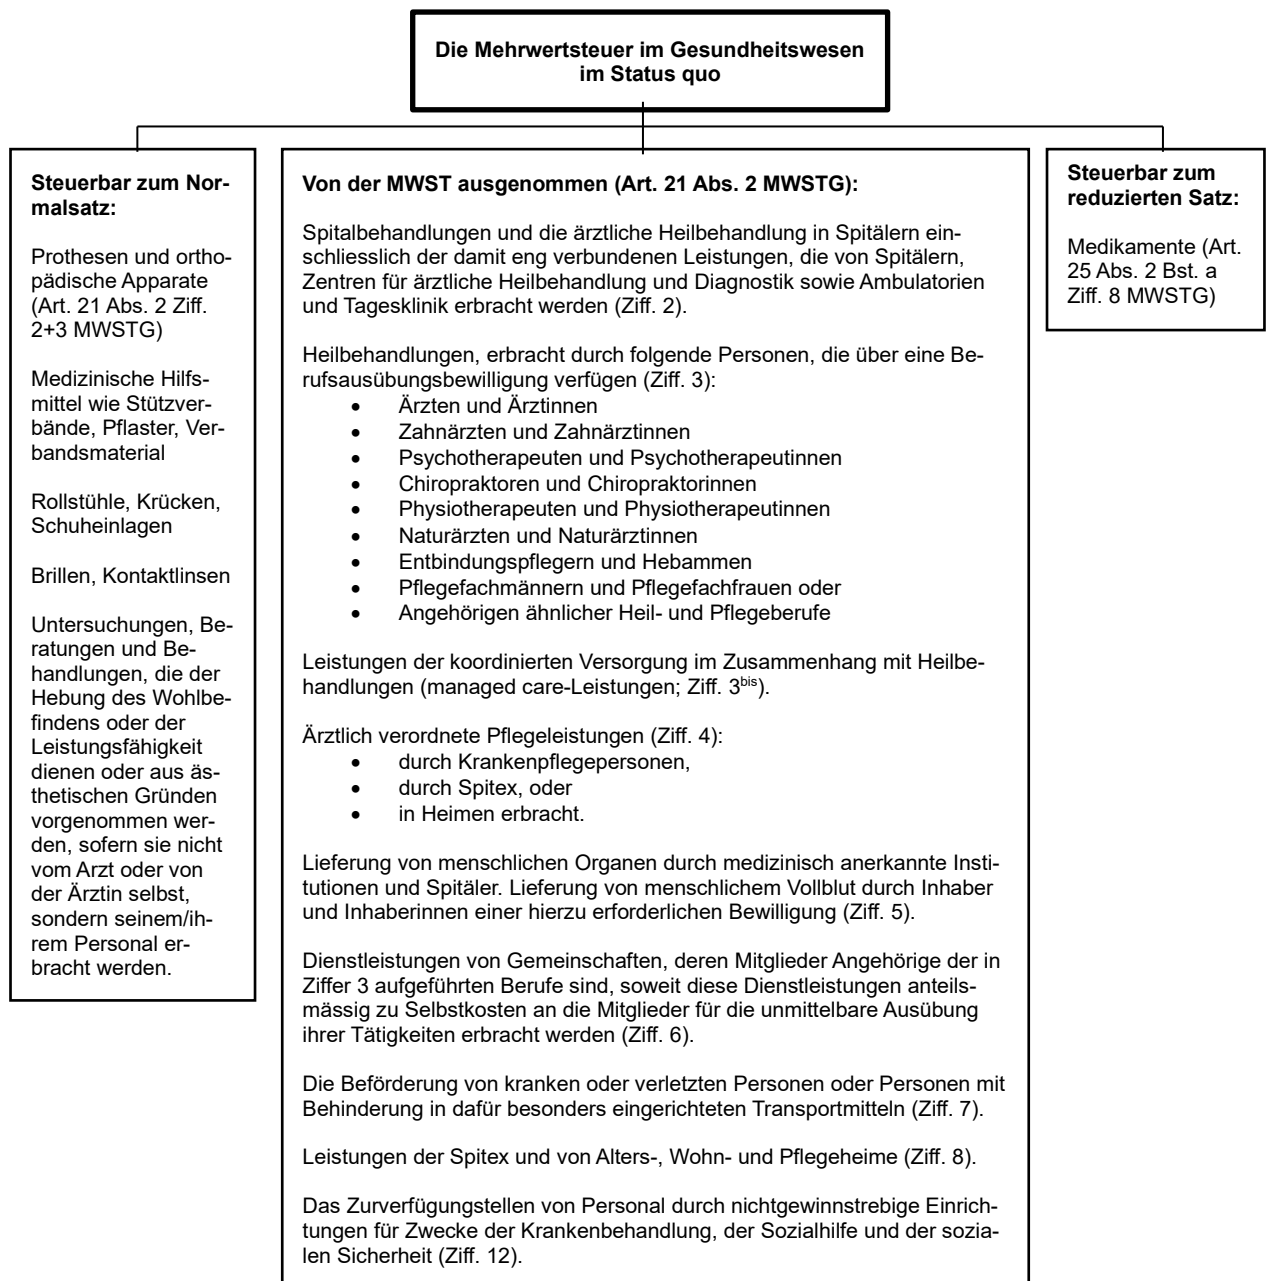 Die Mehrwertsteuer im Gesundheitswesen
im Status quo
Steuerbar zum Nor-
malsatz:
Prothesen und ortho-
pädische Apparate
(Art. 21 Abs. 2 Ziff.
2+3 MWSTG)
Medizinische Hilfs-
mittel wie Stützver-
bände, Pflaster, Ver-
bandsmaterial
Rollstühle, Krücken,
Schuheinlagen
Brillen, Kontaktlinsen
Untersuchungen, Be-
ratungen und Be-
handlungen, die der
Hebung des Wohlbe-
findens oder der
Leistungsfähigkeit
dienen oder aus äs-
thetischen Gründen
vorgenommen wer-
den, sofern sie nicht
vom Arzt oder von
der Ärztin selbst,
sondern seinem/ih-
rem Personal er-
bracht werden.
Von der MWST ausgenommen (Art. 21 Abs. 2 MWSTG):
Spitalbehandlungen und die ärztliche Heilbehandlung in Spitälern ein-
schliesslich der damit eng verbundenen Leistungen, die von Spitälern,
Zentren für ärztliche Heilbehandlung und Diagnostik sowie Ambulatorien
und Tagesklinik erbracht werden (Ziff. 2).
Heilbehandlungen, erbracht durch folgende Personen, die über eine Be-
rufsausübungsbewilligung verfügen (Ziff. 3):
• Ärzten und Ärztinnen
• Zahnärzten und Zahnärztinnen
• Psychotherapeuten und Psychotherapeutinnen
• Chiropraktoren und Chiropraktorinnen
• Physiotherapeuten und Physiotherapeutinnen
• Naturärzten und Naturärztinnen
• Entbindungspflegern und Hebammen
• Pflegefachmännern und Pflegefachfrauen oder
• Angehörigen ähnlicher Heil- und Pflegeberufe
Leistungen der koordinierten Versorgung im Zusammenhang mit Heilbe-
handlungen (managed care-Leistungen; Ziff. 3bis).
Ärztlich verordnete Pflegeleistungen (Ziff. 4):
• durch Krankenpflegepersonen,
• durch Spitex, oder
• in Heimen erbracht.
Lieferung von menschlichen Organen durch medizinisch anerkannte Insti-
tutionen und Spitäler. Lieferung von menschlichem Vollblut durch Inhaber
und Inhaberinnen einer hierzu erforderlichen Bewilligung (Ziff. 5).
Dienstleistungen von Gemeinschaften, deren Mitglieder Angehörige der in
Ziffer 3 aufgeführten Berufe sind, soweit diese Dienstleistungen anteils-
mässig zu Selbstkosten an die Mitglieder für die unmittelbare Ausübung
ihrer Tätigkeiten erbracht werden (Ziff. 6).
Die Beförderung von kranken oder verletzten Personen oder Personen mit
Behinderung in dafür besonders eingerichteten Transportmitteln (Ziff. 7).
Leistungen der Spitex und von Alters-, Wohn- und Pflegeheime (Ziff. 8).
Das Zurverfügungstellen von Personal durch nichtgewinnstrebige Einrich-
tungen für Zwecke der Krankenbehandlung, der Sozialhilfe und der sozia-
len Sicherheit (Ziff. 12).
Steuerbar zum
reduzierten Satz:
Medikamente (Art.
25 Abs. 2 Bst. a
Ziff. 8 MWSTG)